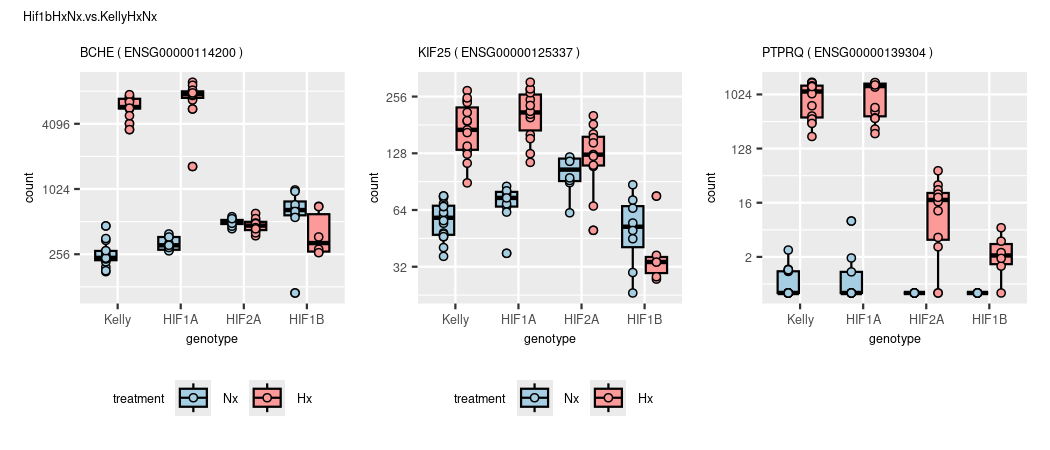 Hif1bHxNx.vs.KellyHxNx
BCHE ( ENSG00000114200 )
4096
1024
256
count
Kelly HIF1A HIF2A HIF1B
genotype
treatment Nx Hx
KIF25 ( ENSG00000125337 )
256
128
64
32
count
Kelly HIF1A HIF2A HIF1B
genotype
treatment Nx Hx
PTPRQ ( ENSG00000139304 )
1024
128
16
2
count
Kelly HIF1A HIF2A HIF1B
genotype